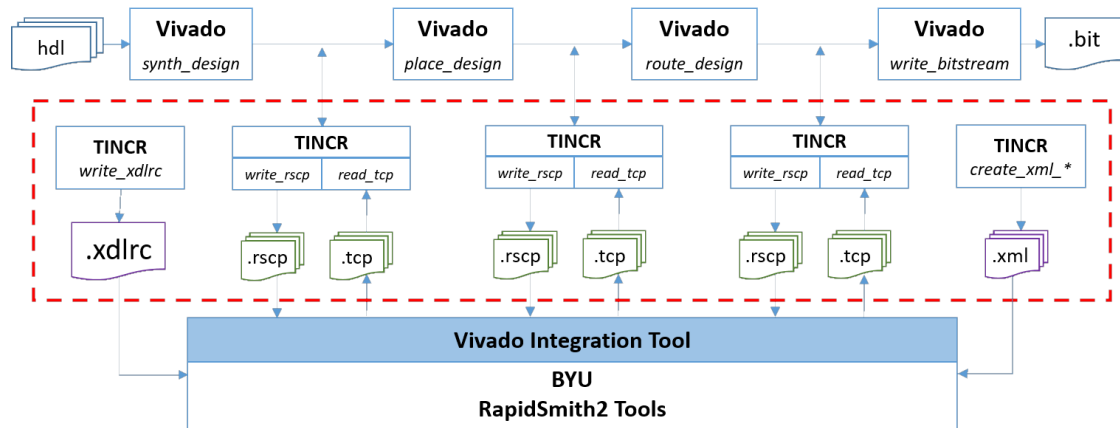 hdl
Vivado
synth_design
Vivado
place_design
Vivado
route_design
Vivado
write_bitstream
.bit
TINCR
write_xdlrc
TINCR
write_rscp
read_tcp
TINCR
write_rscp
read_tcp
TINCR
write_rscp
read_tcp
TINCR
create_xml_*
.xdlrc
.rscp
.tcp
.rscp
.tcp
.rscp
.tcp
.xml
Vivado Integration Tool
BYU
RapidSmith2 Tools